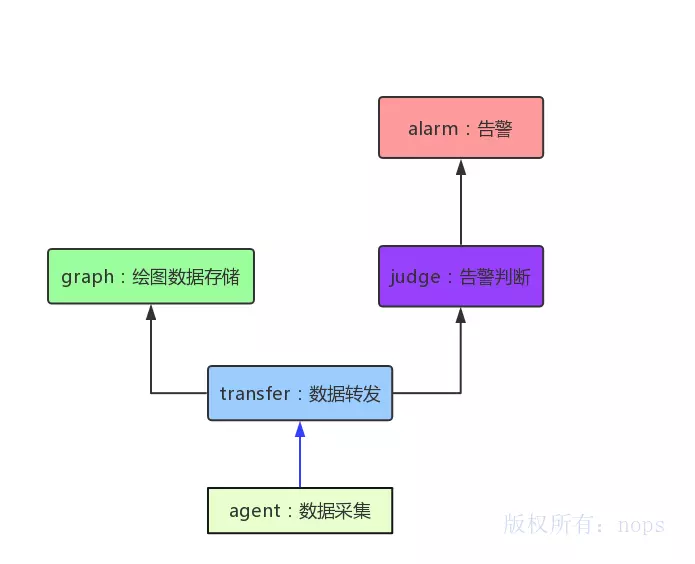 alarm：告警
graph：绘图数据存储
judge：告警判断
transfer：数据转发
agent：数据采集
版权所有：nops